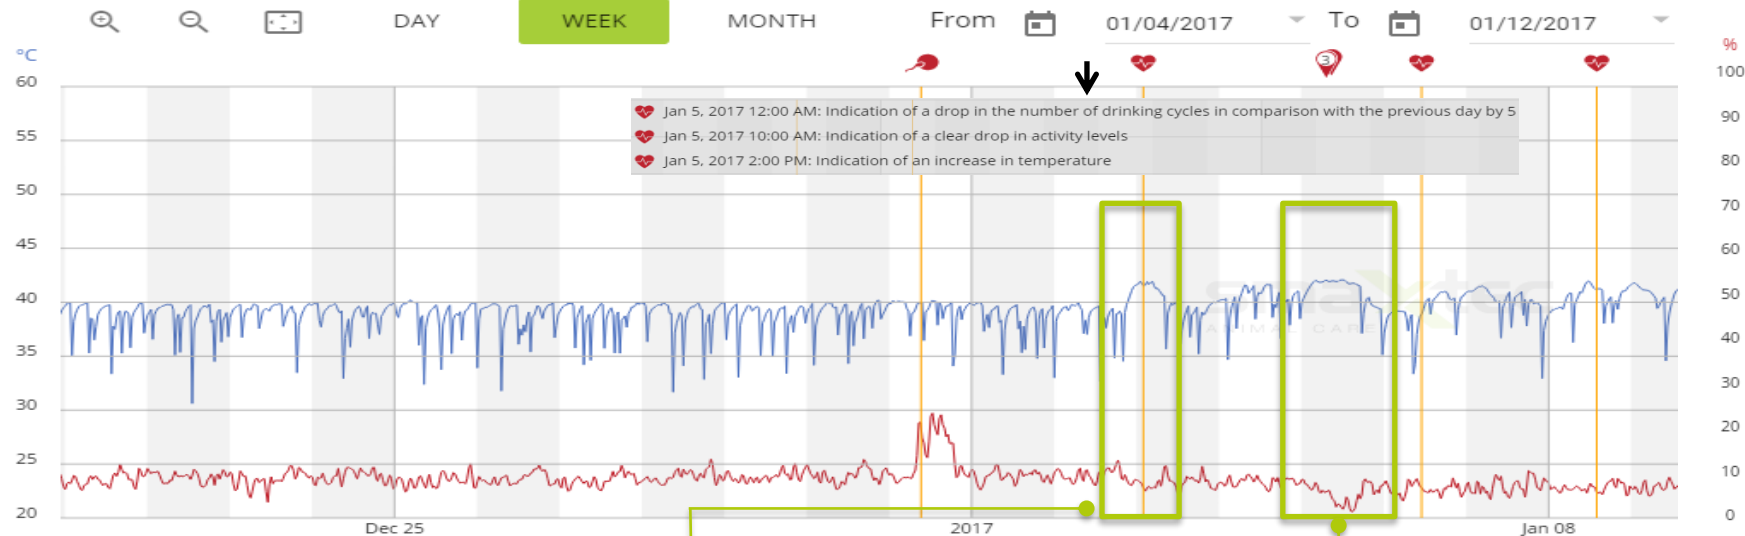 DAY WEEK MONTH From 01/04/2017 To 01/12/2017
°C %
3
60 100
Jan 5, 2017 12:00 AM: Indication of a drop in the number of drinking cycles in comparison with the previous day by 5
Jan 5, 2017 10:00 AM: Indication of a clear drop in activity levels
Jan 5, 2017 2:00 PM: Indication of an increase in temperature
90
55
80
50
70
45
60
40 50
smaxtec
ANIMAL CARE
35 40
30 30
20
25
10
20 0
Dec 25 2017 Jan 08